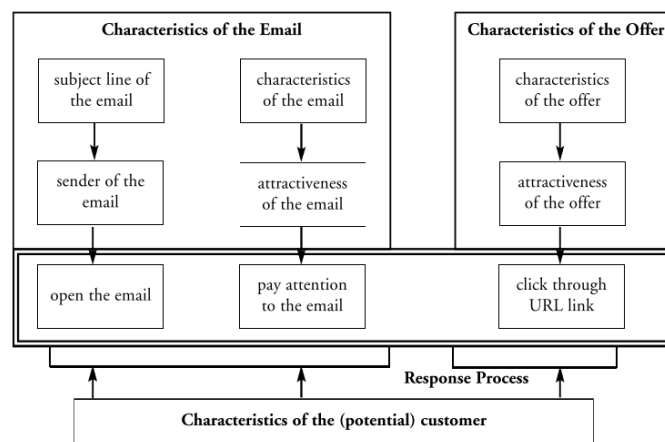 Characteristics of the Email
Characteristics of the Offer
subject line of
the email
characteristics
of the email
characteristics
of the offer
sender of the
email
attractiveness
of the email
attractiveness
of the offer
open the email
pay attention
to the email
click through
URL link
Response Process
Characteristics of the (potential) customer